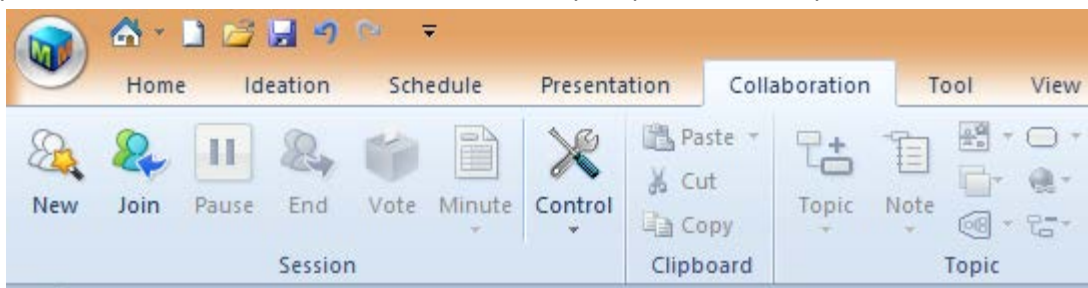 Home Ideation Schedule Presentation Collaboration Tool View
New Join Pause End Vote Minute Control
Paste
Cut
Copy
Topic Note
Session Clipboard Topic